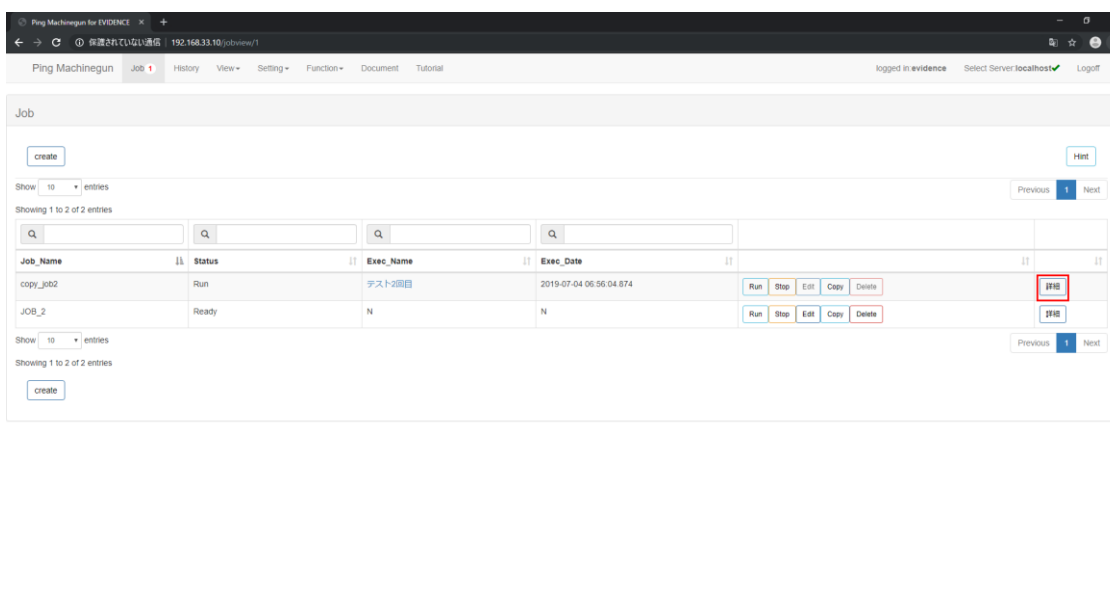 Ping Machinegun for EVIDENCE × +
保護されていない通信 | 192.168.33.10/jobview/1
Ping Machinegun Job 1 History View Setting Function Document Tutorial logged in:evidence Select Server:localhost✔ Logoff
Job
create Hint
Show 10 entries Previous 1 Next
Showing 1 to 2 of 2 entries
Job_Name Status Exec_Name Exec_Date
copy_job2 Run テスト2回目 2019-07-04 06:56:04.874 Run Stop Edit Copy Delete 詳細
JOB_2 Ready N N Run Stop Edit Copy Delete 詳細
Show 10 entries Previous 1 Next
Showing 1 to 2 of 2 entries
create